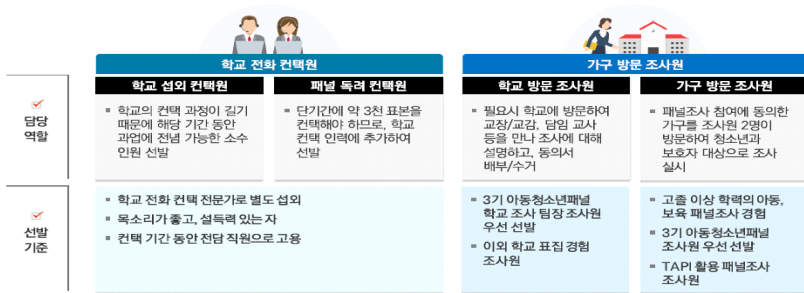 학교 전화 컨택원
가구 방문 조사원
학교 섭외 컨택원
패널 독려 컨택원
학교 방문 조사원
가구 방문 조사원
담당
역할
▪ 학교의 컨택 과정이 길기
때문에 해당 기간 동안
과업에 전념 가능한 소수
인원 선발
▪ 단기간에 약 3천 표본을
컨택해야 하므로, 학교
컨택 인력에 추가하여
선발
▪ 필요시 학교에 방문하여
교장/교감, 담임 교사
등을 만나 조사에 대해
설명하고, 동의서
배부/수거
▪ 패널조사 참여에 동의한
가구를 조사원 2명이
방문하여 청소년과
보호자 대상으로 조사
실시
선발
기준
▪ 학교 전화 컨택 전문가로 별도 섭외
▪ 목소리가 좋고, 설득력 있는 자
▪ 컨택 기간 동안 전담 직원으로 고용
▪ 3기 아동청소년패널
학교 조사 팀장 조사원
우선 선발
▪ 이외 학교 표집 경험
조사원
▪ 고졸 이상 학력의 아동,
보육 패널조사 경험
▪ 3기 아동청소년패널
조사원 우선 선발
▪ TAPI 활용 패널조사
조사원